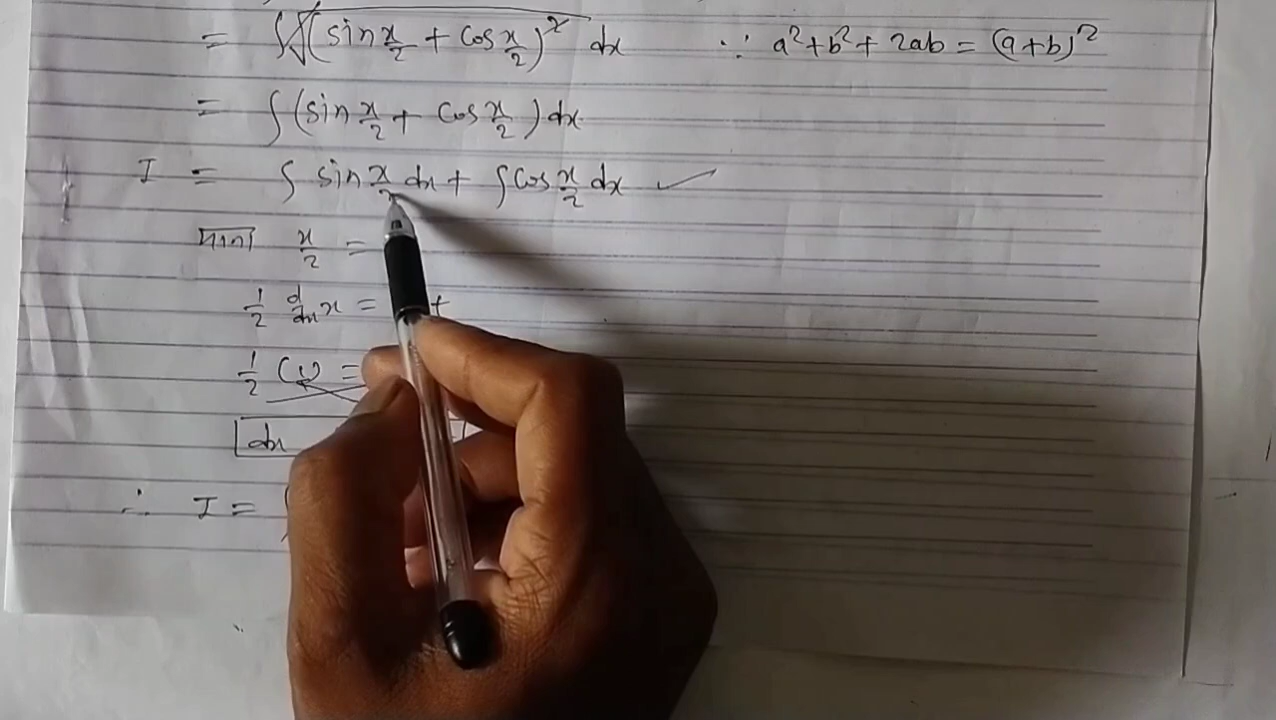 = ∫√(sin x/2 + cos x/2)² dx ∵ a²+b²+2ab = (a+b)²
= ∫(sin x/2 + cos x/2) dx
I = ∫ sin x/2 dx + ∫cos x/2 dx ✓
माना x/2 =
1/2 d/dx x = t
1/2 (1) =
dx
∴ I = ∫